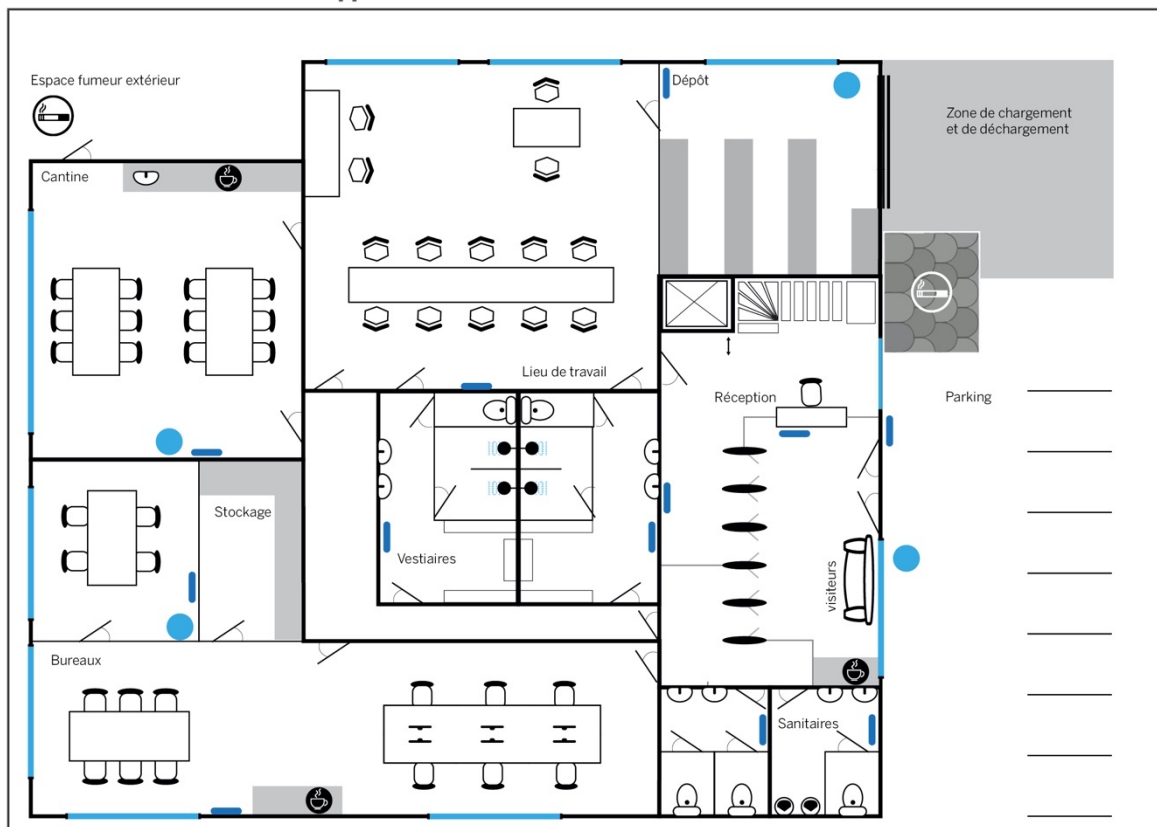 Espace fumeur extérieur
Dépôt
Zone de chargement
et de déchargement
Cantine
Lieu de travail
Réception
Parking
Stockage
Vestiaires
visiteurs
Bureaux
Sanitaires